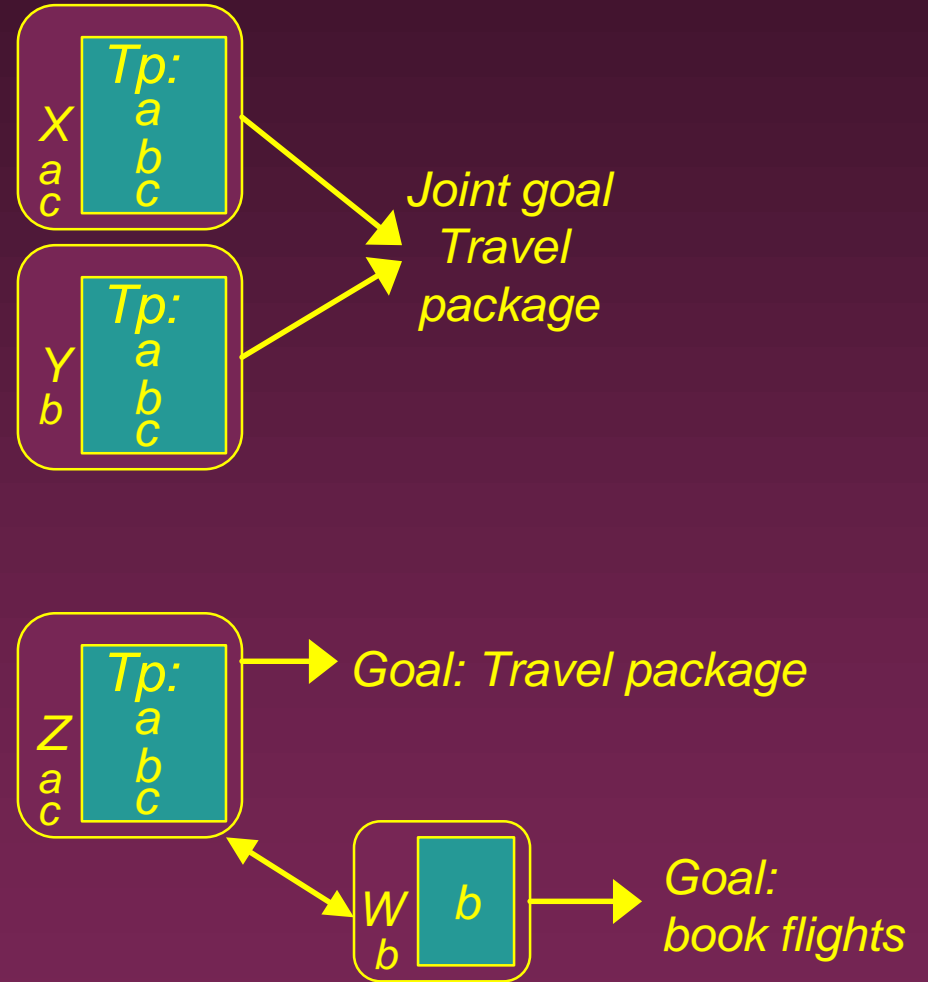 Tp:
a
b
c
X
a
c
Joint goal
Travel
package
Tp:
a
b
c
Y
b
Tp:
a
b
c
Z
a
c
Goal: Travel package
W
b
b
Goal:
book flights